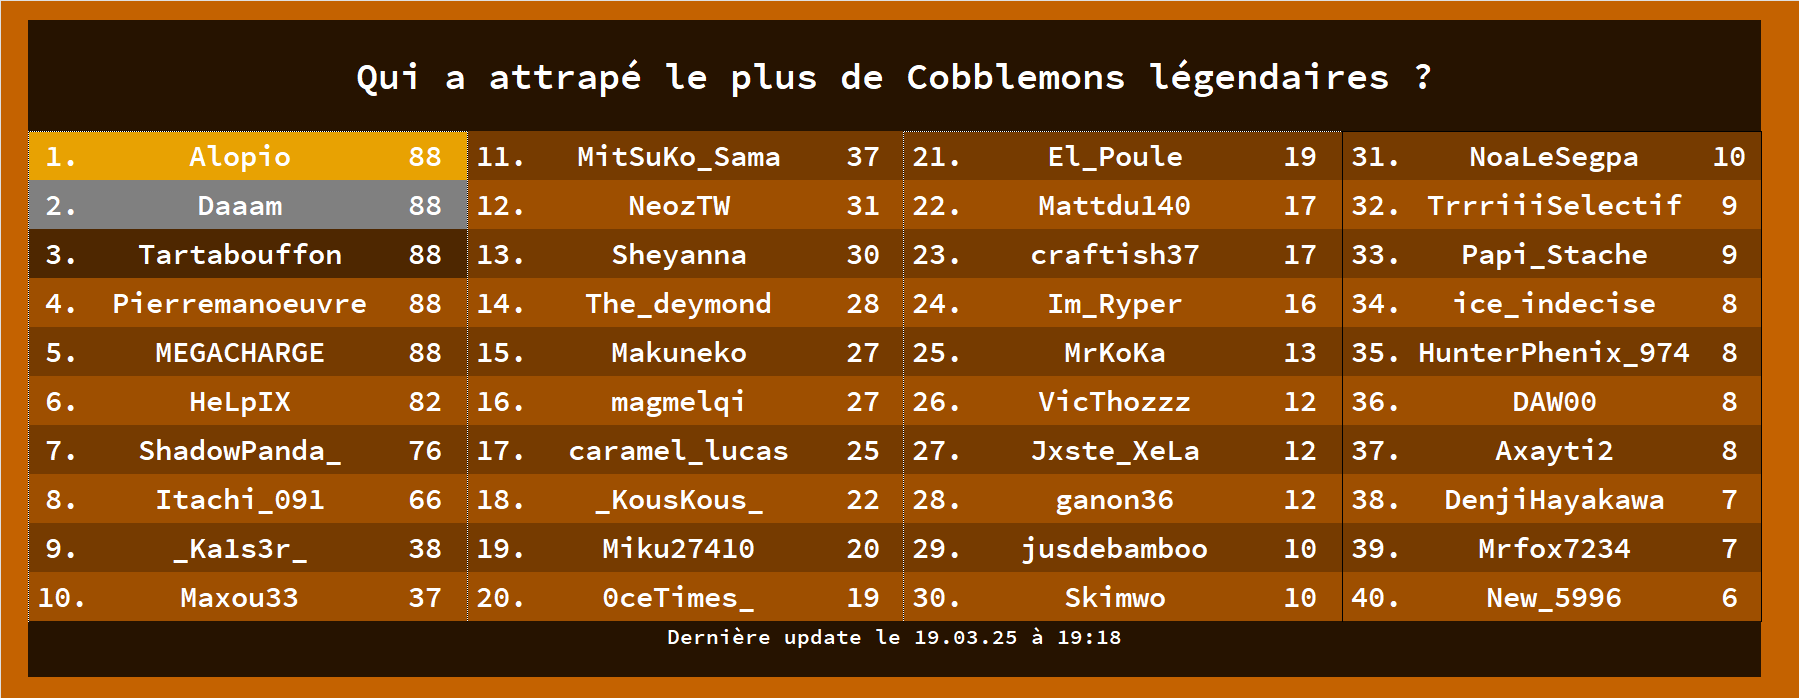 Qui a attrapé le plus de Cobblemons légendaires ?
1. Alopio 88
2. Daaam 88
3. Tartabouffon 88
4. Pierremanoeuvre 88
5. MEGACHARGE 88
6. HeLpIX 82
7. ShadowPanda_ 76
8. Itachi_091 66
9. _Ka1s3r_ 38
10. Maxou33 37
11. MitSuKo_Sama 37
12. NeozTW 31
13. Sheyanna 30
14. The_deymond 28
15. Makuneko 27
16. magmelqi 27
17. caramel_lucas 25
18. _KousKous_ 22
19. Miku27410 20
20. 0ceTimes_ 19
21. El_Poule 19
22. Mattdu140 17
23. craftish37 17
24. Im_Ryper 16
25. MrKoKa 13
26. VicThozzz 12
27. Jxste_XeLa 12
28. ganon36 12
29. jusdebamboo 10
30. Skimwo 10
31. NoaLeSegpa 10
32. TrrriiiSelectif 9
33. Papi_Stache 9
34. ice_indecise 8
35. HunterPhenix_974 8
36. DAW00 8
37. Axayti2 8
38. DenjiHayakawa 7
39. Mrfox7234 7
40. New_5996 6
Dernière update le 19.03.25 à 19:18